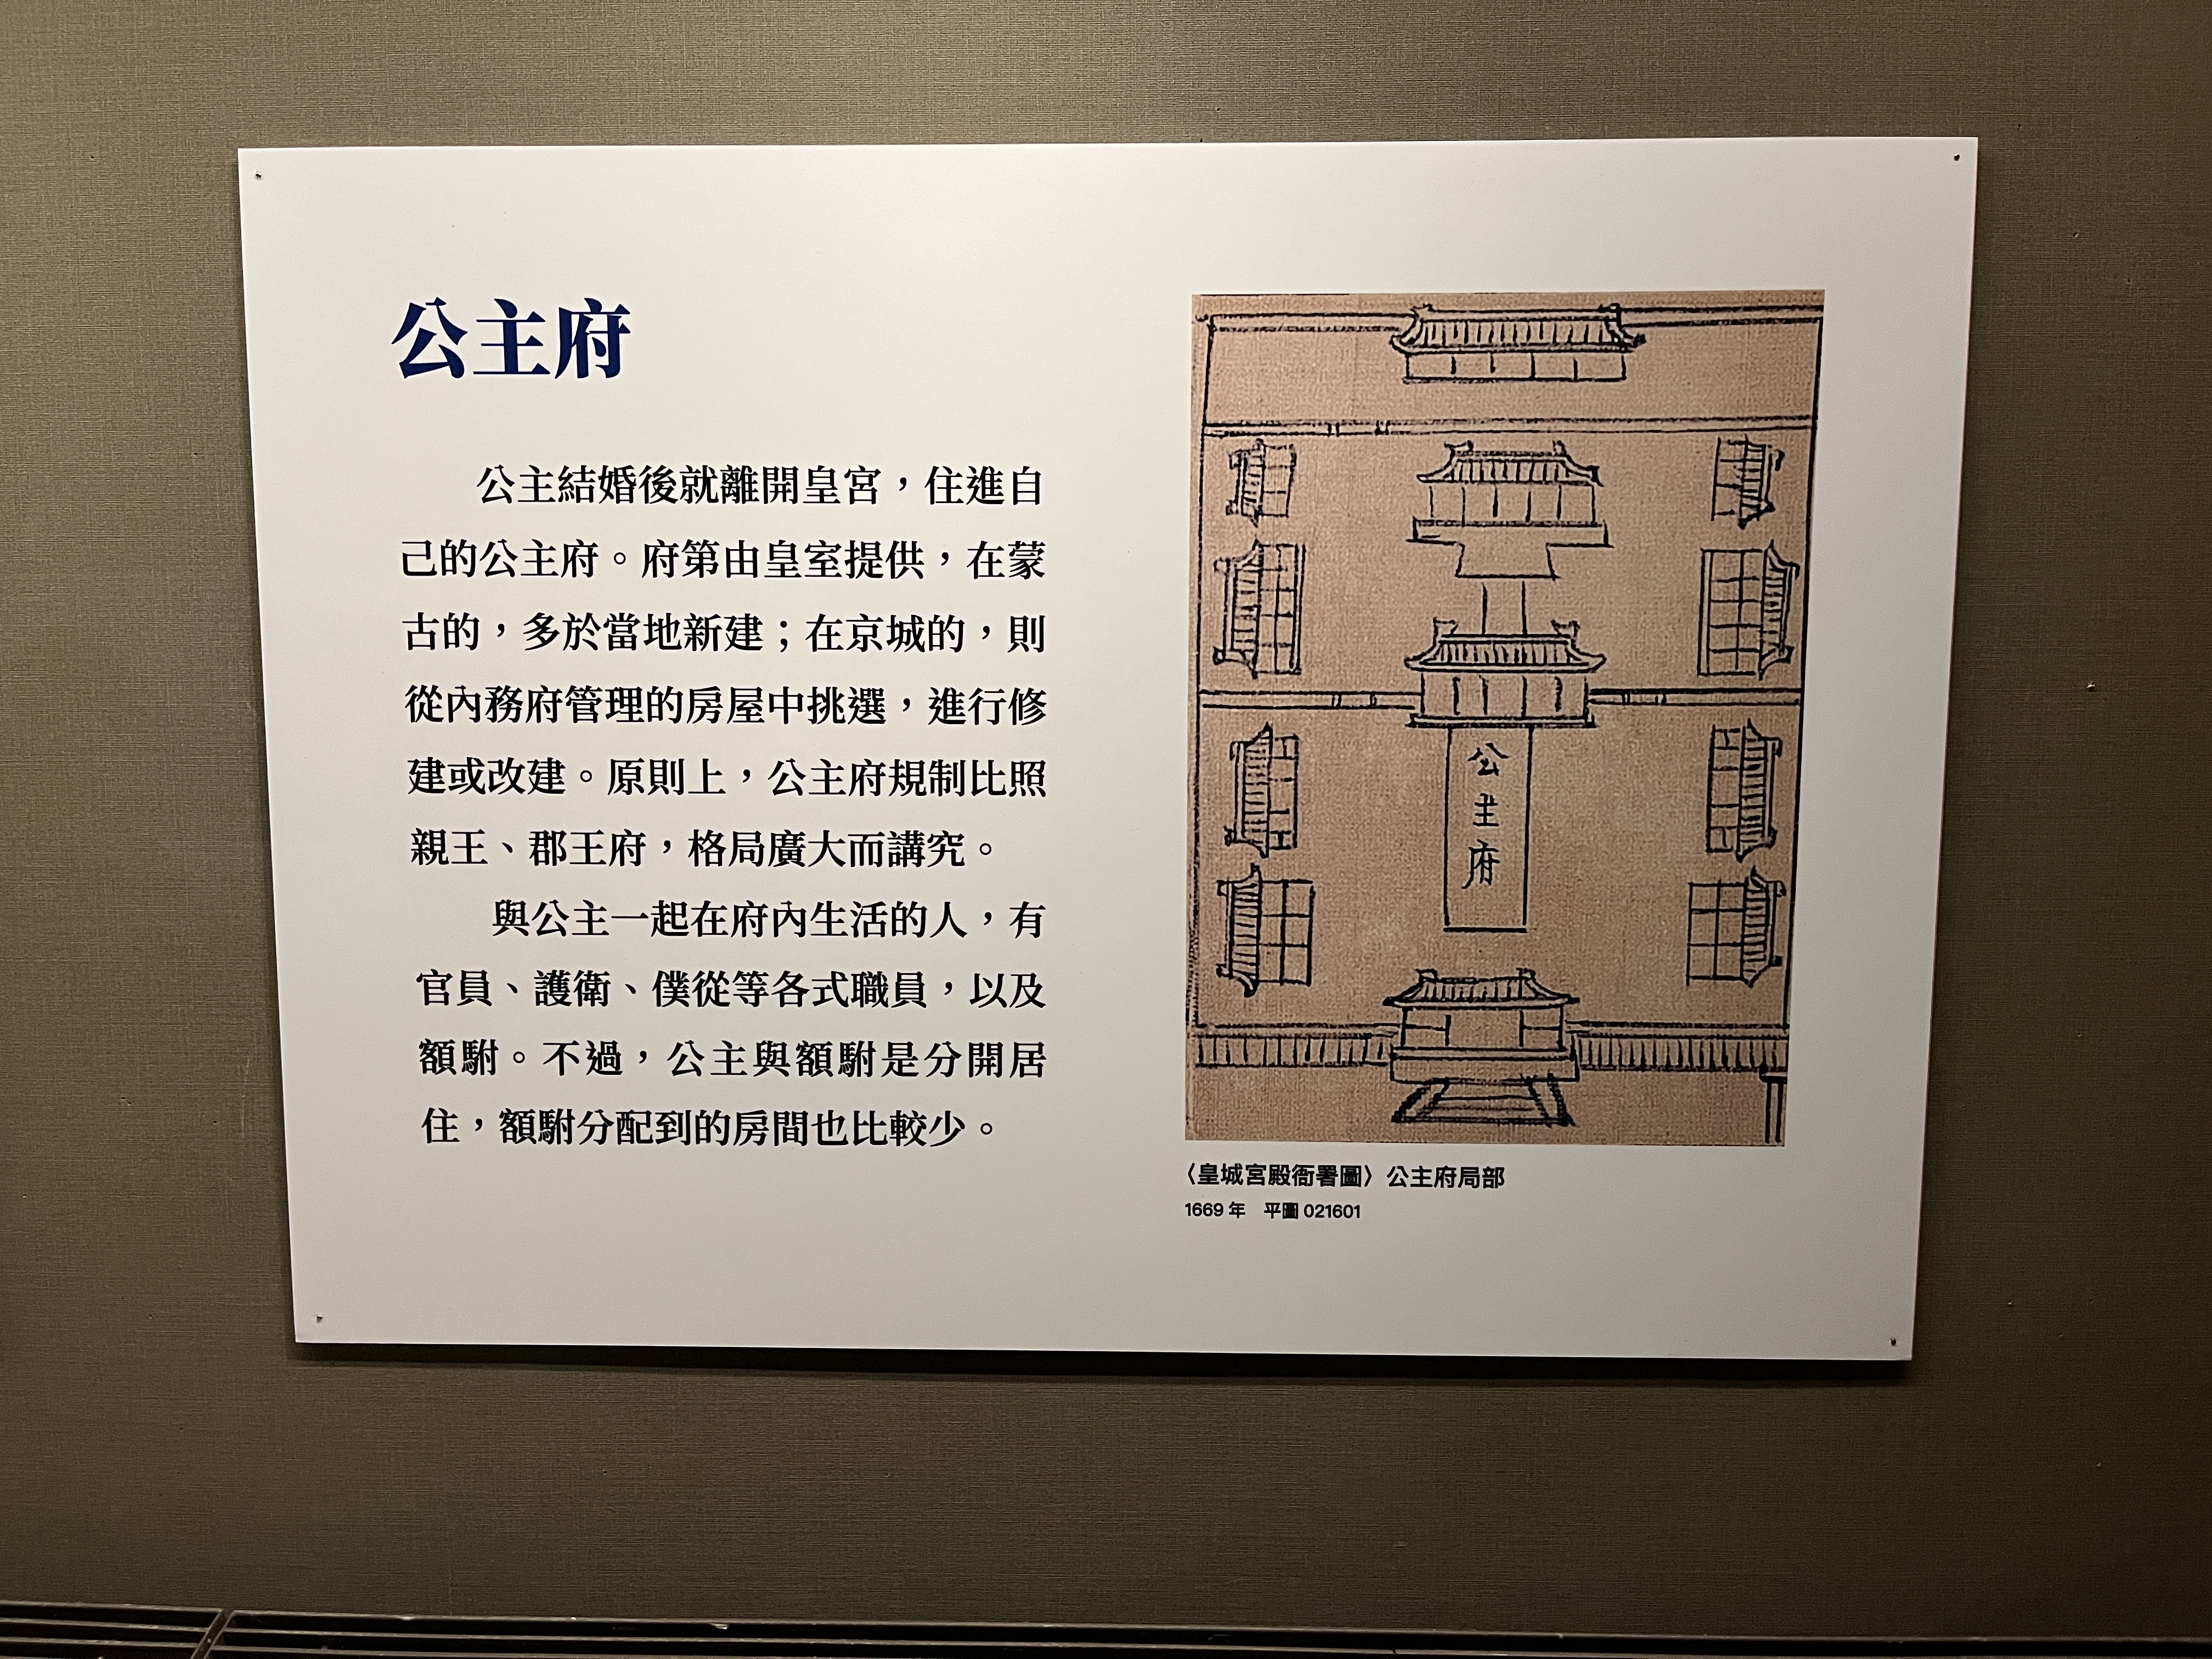 公主府
公主結婚後就離開皇宮，住進自
己的公主府。府第由皇室提供，在蒙
古的，多於當地新建；在京城的，則
從內務府管理的房屋中挑選，進行修
建或改建。原則上，公主府規制比照
親王、郡王府，格局廣大而講究。
與公主一起在府內生活的人，有
官員、護衛、僕從等各式職員，以及
額駙。不過，公主與額駙是分開居
住，額駙分配到的房間也比較少。
公主府
〈皇城宮殿衙署圖〉公主府局部
1669 年　平圖 021601